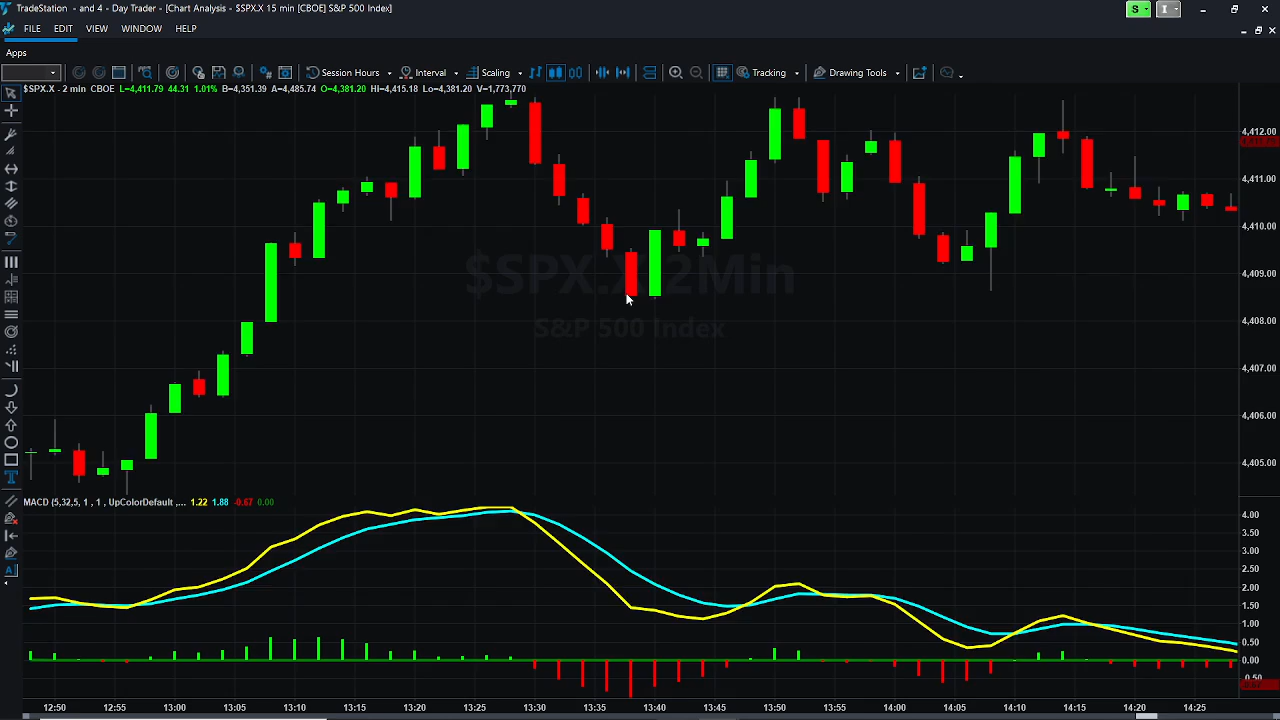 TradeStation - and 4 - Day Trader - [Chart Analysis - $SPX.X 15 min [CBOE] S&P 500 Index]
S
I
FILE EDIT VIEW WINDOW HELP
Apps
Session Hours Interval Scaling Tracking Drawing Tools
$SPX.X - 2 min CBOE L=4,411.79 44.31 1.01% B=4,351.39 A=4,485.74 O=4,381.20 Hi=4,415.18 Lo=4,381.20 V=1,773,770
4,412.00
4,411.00
4,410.00
4,409.00
4,408.00
4,407.00
4,406.00
4,405.00
$SPX.X 2Min
S&P 500 Index
MACD (5,32,5, 1 , 1 , UpColorDefault ,... 1.22 1.88 -0.67 0.00
4.00
3.50
3.00
2.50
2.00
1.50
1.00
0.50
0.00
12:50 12:55 13:00 13:05 13:10 13:15 13:20 13:25 13:30 13:35 13:40 13:45 13:50 13:55 14:00 14:05 14:10 14:15 14:20 14:25